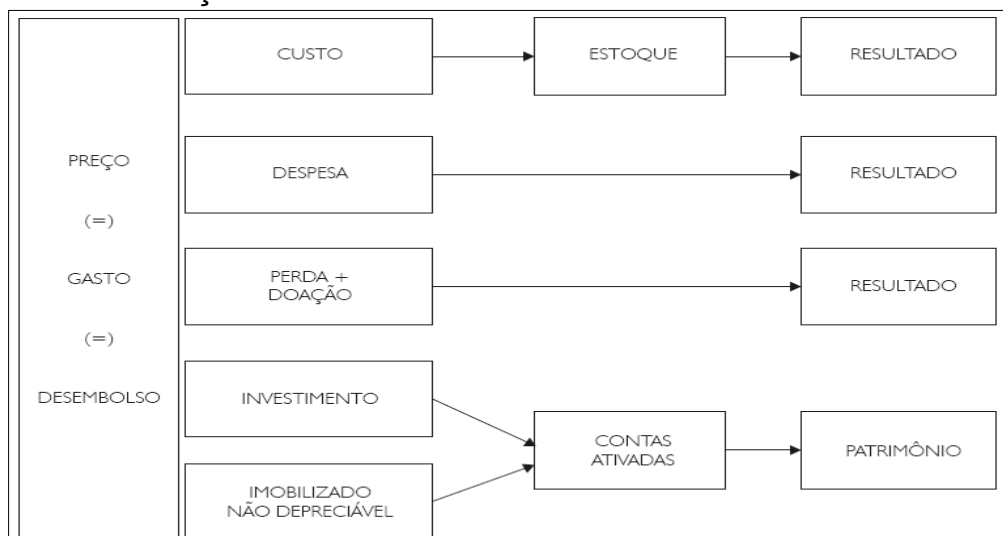 CUSTO
ESTOQUE
RESULTADO
PREÇO
(=)
GASTO
(=)
DESEMBOLSO
DESPESA
RESULTADO
PERDA +
DOAÇÃO
RESULTADO
INVESTIMENTO
CONTAS
ATIVADAS
PATRIMÔNIO
IMOBILIZADO
NÃO DEPRECIÁVEL